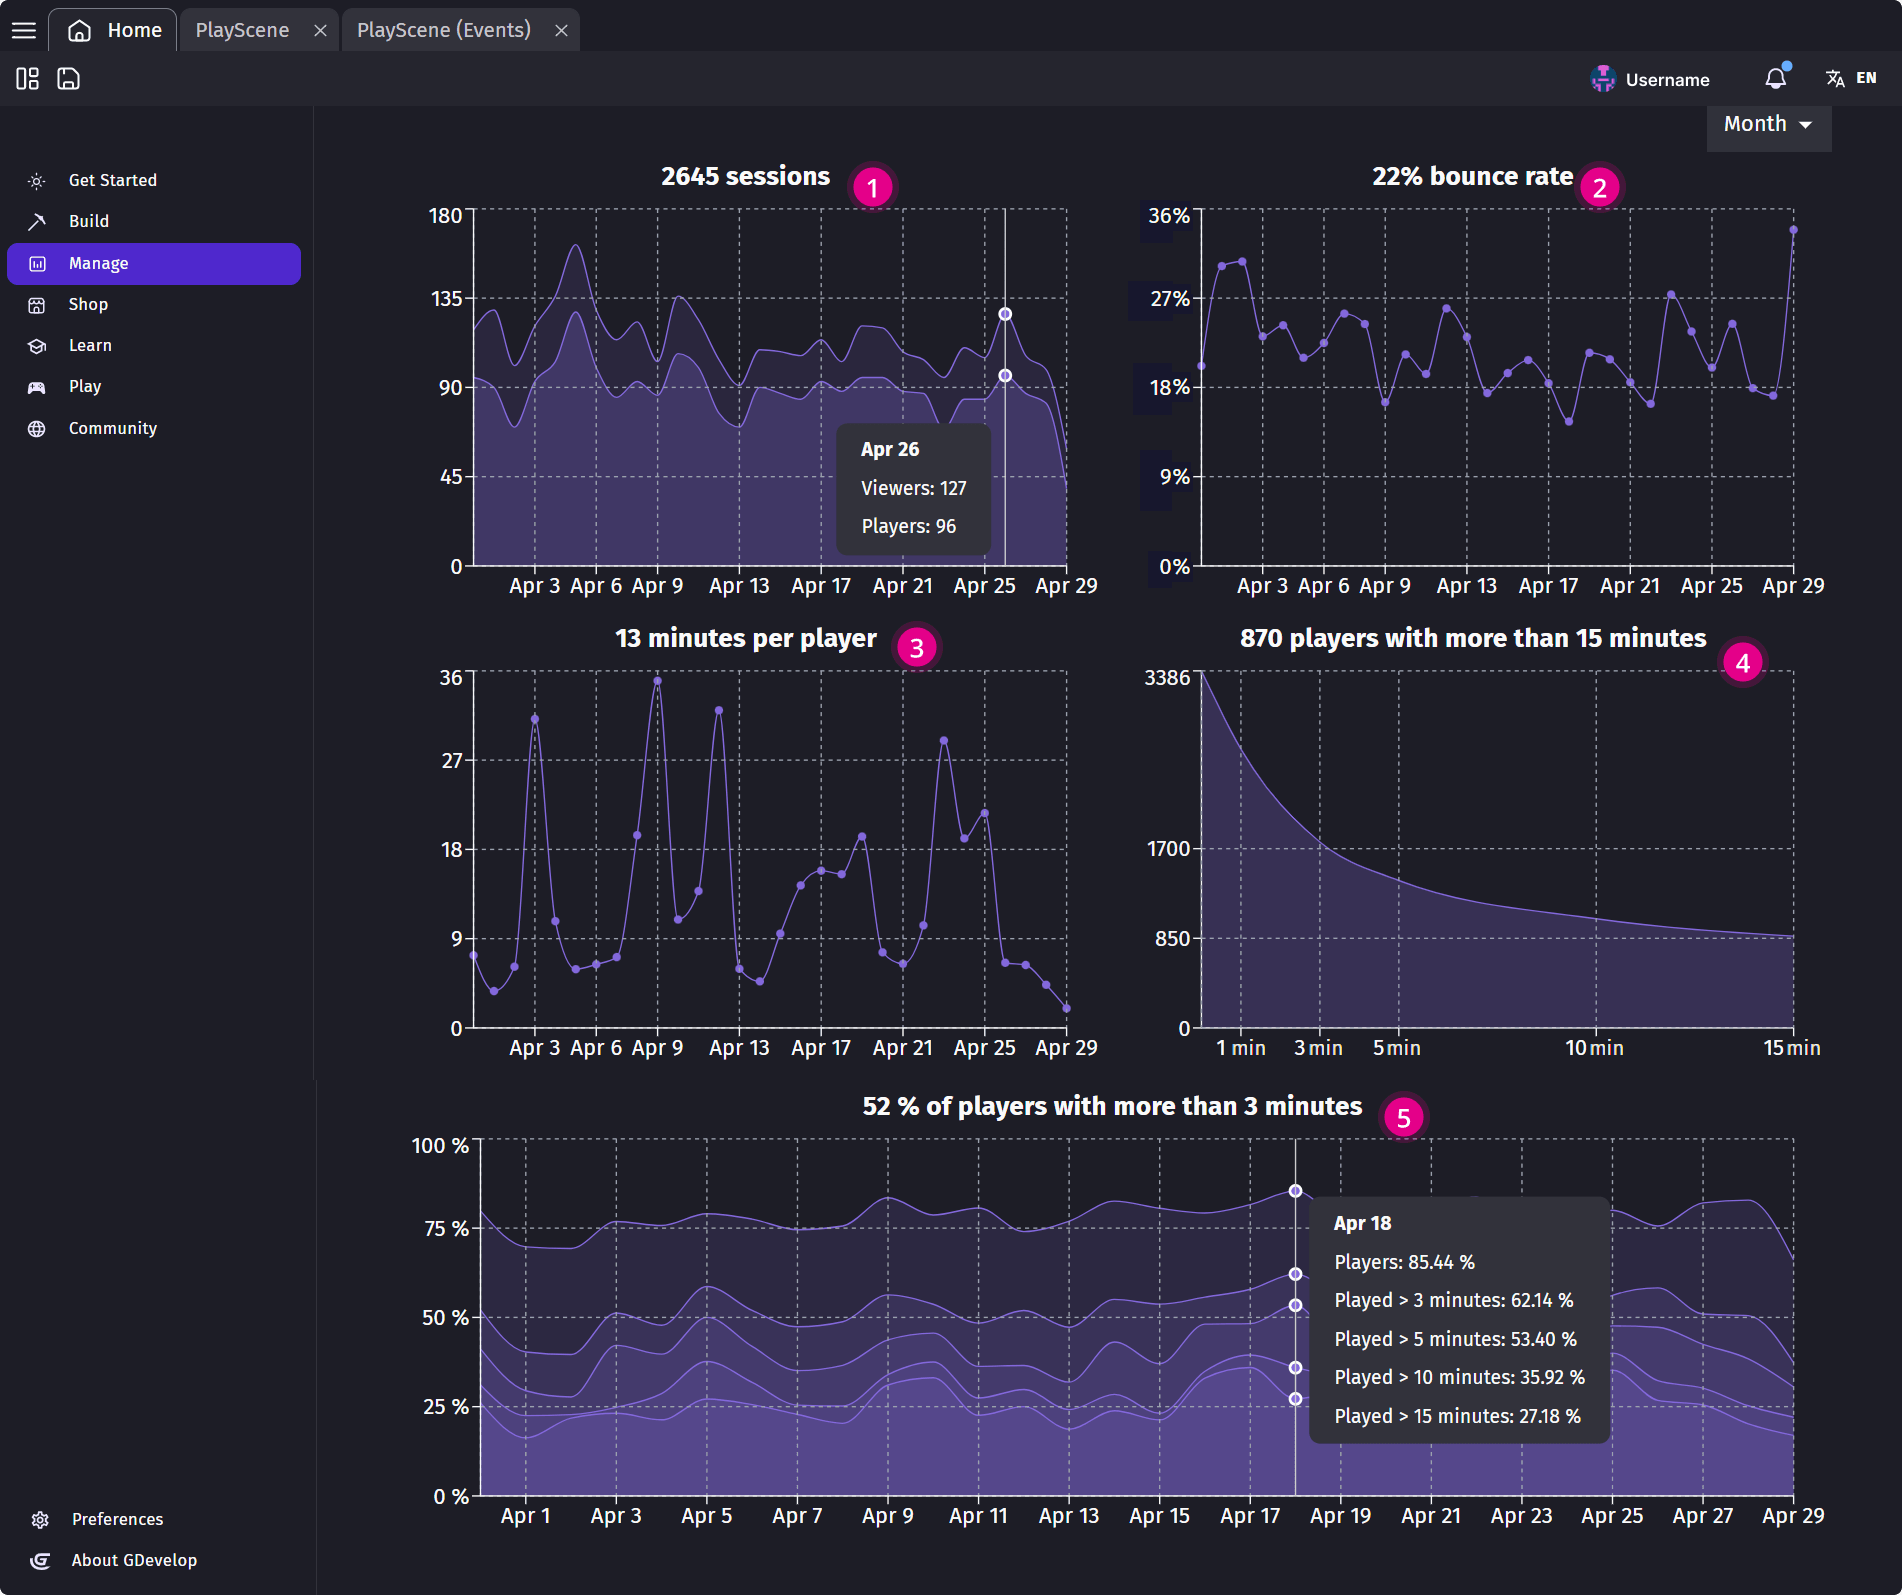 Home
PlayScene
PlayScene (Events)
Username
EN
Month
Get Started
Build
Manage
Shop
Learn
Play
Community
2645 sessions
1
180
135
90
45
0
Apr 26
Viewers: 127
Players: 96
Apr 3 Apr 6 Apr 9 Apr 13 Apr 17 Apr 21 Apr 25 Apr 29
22% bounce rate
2
36%
27%
18%
9%
0%
Apr 3 Apr 6 Apr 9 Apr 13 Apr 17 Apr 21 Apr 25 Apr 29
13 minutes per player
3
36
27
18
9
0
Apr 3 Apr 6 Apr 9 Apr 13 Apr 17 Apr 21 Apr 25 Apr 29
870 players with more than 15 minutes
4
3386
1700
850
0
1 min 3 min 5 min 10 min 15 min
52 % of players with more than 3 minutes
5
100 %
75 %
50 %
25 %
0 %
Apr 18
Players: 85.44 %
Played > 3 minutes: 62.14 %
Played > 5 minutes: 53.40 %
Played > 10 minutes: 35.92 %
Played > 15 minutes: 27.18 %
Apr 1 Apr 3 Apr 5 Apr 7 Apr 9 Apr 11 Apr 13 Apr 15 Apr 17 Apr 19 Apr 21 Apr 23 Apr 25 Apr 27 Apr 29
Preferences
About GDevelop